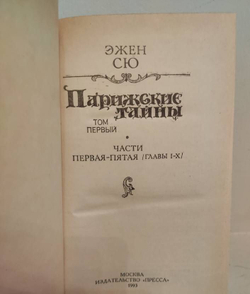 ЭЖЕН
СЮ
Парижские
тайны
ТОМ
ПЕРВЫЙ
ЧАСТИ
ПЕРВАЯ-ПЯТАЯ /ГЛАВЫ I-X/
МОСКВА
ИЗДАТЕЛЬСТВО «ПРЕССА»